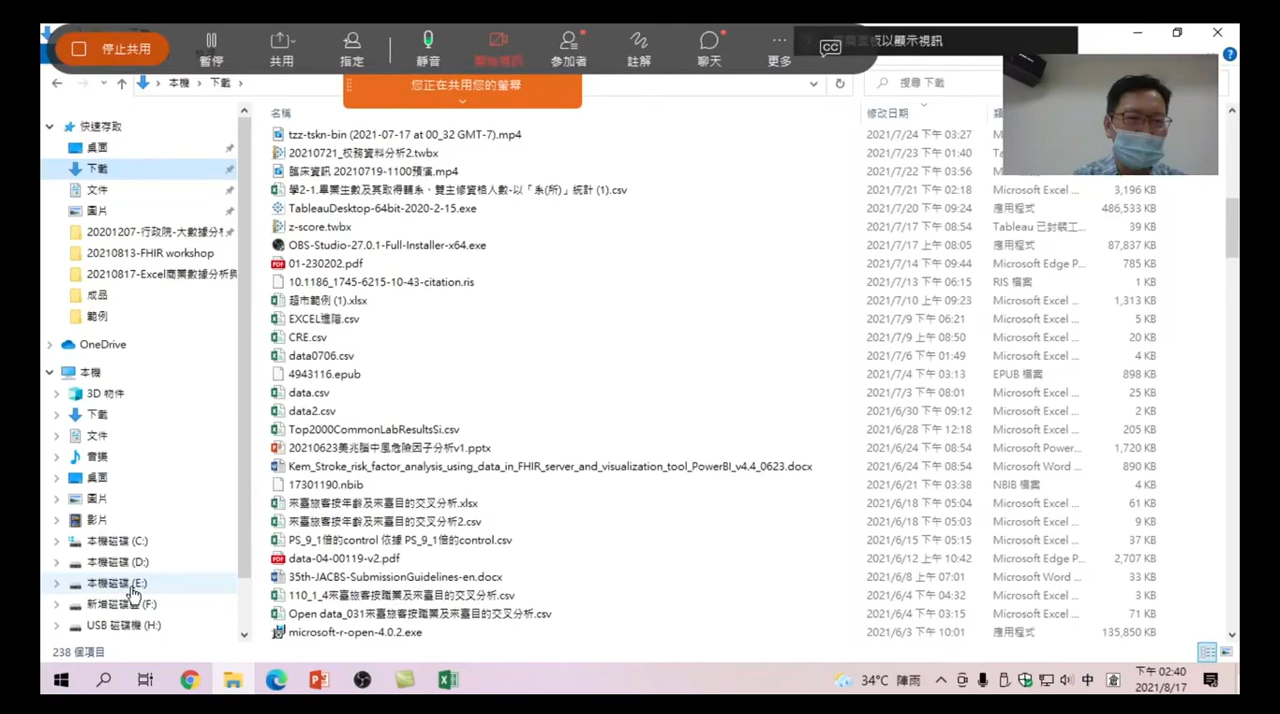 停止共用
暫停
共用
指定
靜音
參加者
註解
聊天
更多
CC
以顯示視訊
您正在共用您的螢幕
本機 > 下載 >
搜尋 下載
名稱 修改日期
快速存取
桌面
下載
文件
圖片
20201207-行政院-大數據分析
20210813-FHIR workshop
20210817-Excel商業數據分析
成品
範例
OneDrive
本機
3D 物件
下載
文件
音樂
桌面
圖片
影片
本機磁碟 (C:)
本機磁碟 (D:)
本機磁碟 (E:)
新增磁碟區 (F:)
USB 磁碟機 (H:)
tzz-tskn-bin (2021-07-17 at 00_32 GMT-7).mp4 2021/7/24 下午 03:27
20210721_校務資料分析2.twbx 2021/7/23 下午 01:40
臨床資訊 20210719-1100預演.mp4 2021/7/22 下午 03:56
學2-1.畢業生數及其取得輔系、雙主修資格人數-以「系(所)」統計 (1).csv 2021/7/21 下午 02:18 Microsoft Excel ... 3,196 KB
TableauDesktop-64bit-2020-2-15.exe 2021/7/20 下午 09:24 應用程式 486,533 KB
z-score.twbx 2021/7/17 下午 08:54 Tableau 已封裝工... 39 KB
OBS-Studio-27.0.1-Full-Installer-x64.exe 2021/7/17 上午 08:05 應用程式 87,837 KB
01-230202.pdf 2021/7/14 下午 09:44 Microsoft Edge P... 785 KB
10.1186_1745-6215-10-43-citation.ris 2021/7/13 下午 06:15 RIS 檔案 1 KB
超市範例 (1).xlsx 2021/7/10 上午 09:23 Microsoft Excel ... 1,313 KB
EXCEL進階.csv 2021/7/9 下午 06:21 Microsoft Excel ... 5 KB
CRE.csv 2021/7/9 上午 08:50 Microsoft Excel ... 20 KB
data0706.csv 2021/7/6 下午 01:49 Microsoft Excel ... 4 KB
4943116.epub 2021/7/4 下午 03:13 EPUB 檔案 898 KB
data.csv 2021/7/3 下午 08:01 Microsoft Excel ... 25 KB
data2.csv 2021/6/30 下午 09:12 Microsoft Excel ... 2 KB
Top2000CommonLabResultsSi.csv 2021/6/28 下午 12:18 Microsoft Excel ... 205 KB
20210623美兆腦中風危險因子分析v1.pptx 2021/6/24 下午 08:54 Microsoft Power... 1,720 KB
Kem_Stroke_risk_factor_analysis_using_data_in_FHIR_server_and_visualization_tool_PowerBI_v4.4_0623.docx 2021/6/24 下午 08:54 Microsoft Word ... 890 KB
17301190.nbib 2021/6/21 下午 03:38 NBIB 檔案 4 KB
來臺旅客按年齡及來臺目的交叉分析.xlsx 2021/6/18 下午 05:04 Microsoft Excel ... 61 KB
來臺旅客按年齡及來臺目的交叉分析2.csv 2021/6/18 下午 05:03 Microsoft Excel ... 9 KB
PS_9_1倍的control 依據 PS_9_1倍的control.csv 2021/6/15 下午 05:15 Microsoft Excel ... 37 KB
data-04-00119-v2.pdf 2021/6/12 上午 10:42 Microsoft Edge P... 2,707 KB
35th-JACBS-SubmissionGuidelines-en.docx 2021/6/8 上午 07:01 Microsoft Word ... 33 KB
110_1_4來臺旅客按職業及來臺目的交叉分析.csv 2021/6/4 下午 04:32 Microsoft Excel ... 3 KB
Open data_031來臺旅客按職業及來臺目的交叉分析.csv 2021/6/4 下午 03:15 Microsoft Excel ... 71 KB
microsoft-r-open-4.0.2.exe 2021/6/3 下午 10:01 應用程式 135,850 KB
238 個項目
34°C 陣雨
中
下午 02:40
2021/8/17